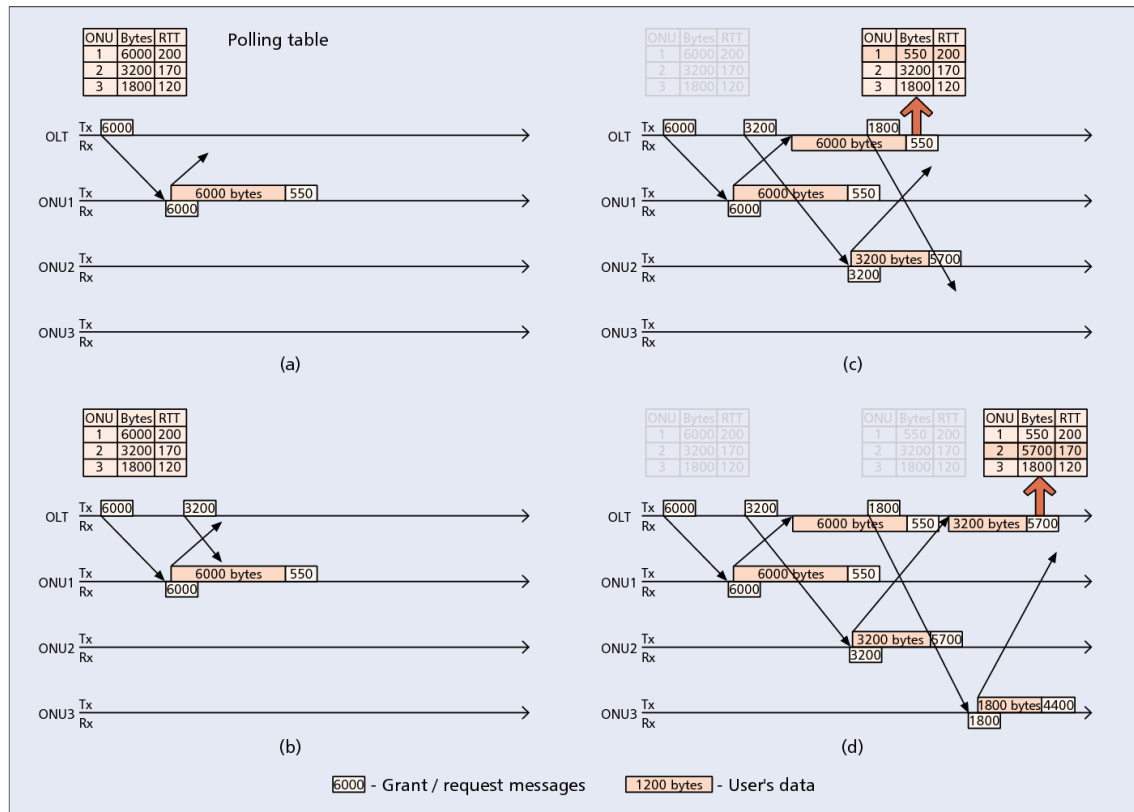 Polling table
ONU Bytes RTT
1 6000 200
2 3200 170
3 1800 120
OLT Tx Rx 6000
ONU1 Tx Rx 6000 bytes 550
6000
ONU2 Tx Rx
ONU3 Tx Rx
(a)
ONU Bytes RTT
1 6000 200
2 3200 170
3 1800 120
OLT Tx Rx 6000 3200
ONU1 Tx Rx 6000 bytes 550
6000
ONU2 Tx Rx
ONU3 Tx Rx
(b)
ONU Bytes RTT
1 6000 200
2 3200 170
3 1800 120
ONU Bytes RTT
1 550 200
2 3200 170
3 1800 120
OLT Tx Rx 6000 3200 1800
6000 bytes 550
ONU1 Tx Rx 6000 bytes 550
6000
ONU2 Tx Rx 3200 bytes 5700
3200
ONU3 Tx Rx
(c)
ONU Bytes RTT
1 6000 200
2 3200 170
3 1800 120
ONU Bytes RTT
1 550 200
2 3200 170
3 1800 120
ONU Bytes RTT
1 550 200
2 5700 170
3 1800 120
OLT Tx Rx 6000 3200 1800
6000 bytes 550 3200 bytes 5700
ONU1 Tx Rx 6000 bytes 550
6000
ONU2 Tx Rx 3200 bytes 5700
3200
ONU3 Tx Rx 1800 bytes 4400
1800
(d)
6000 - Grant / request messages
1200 bytes - User's data